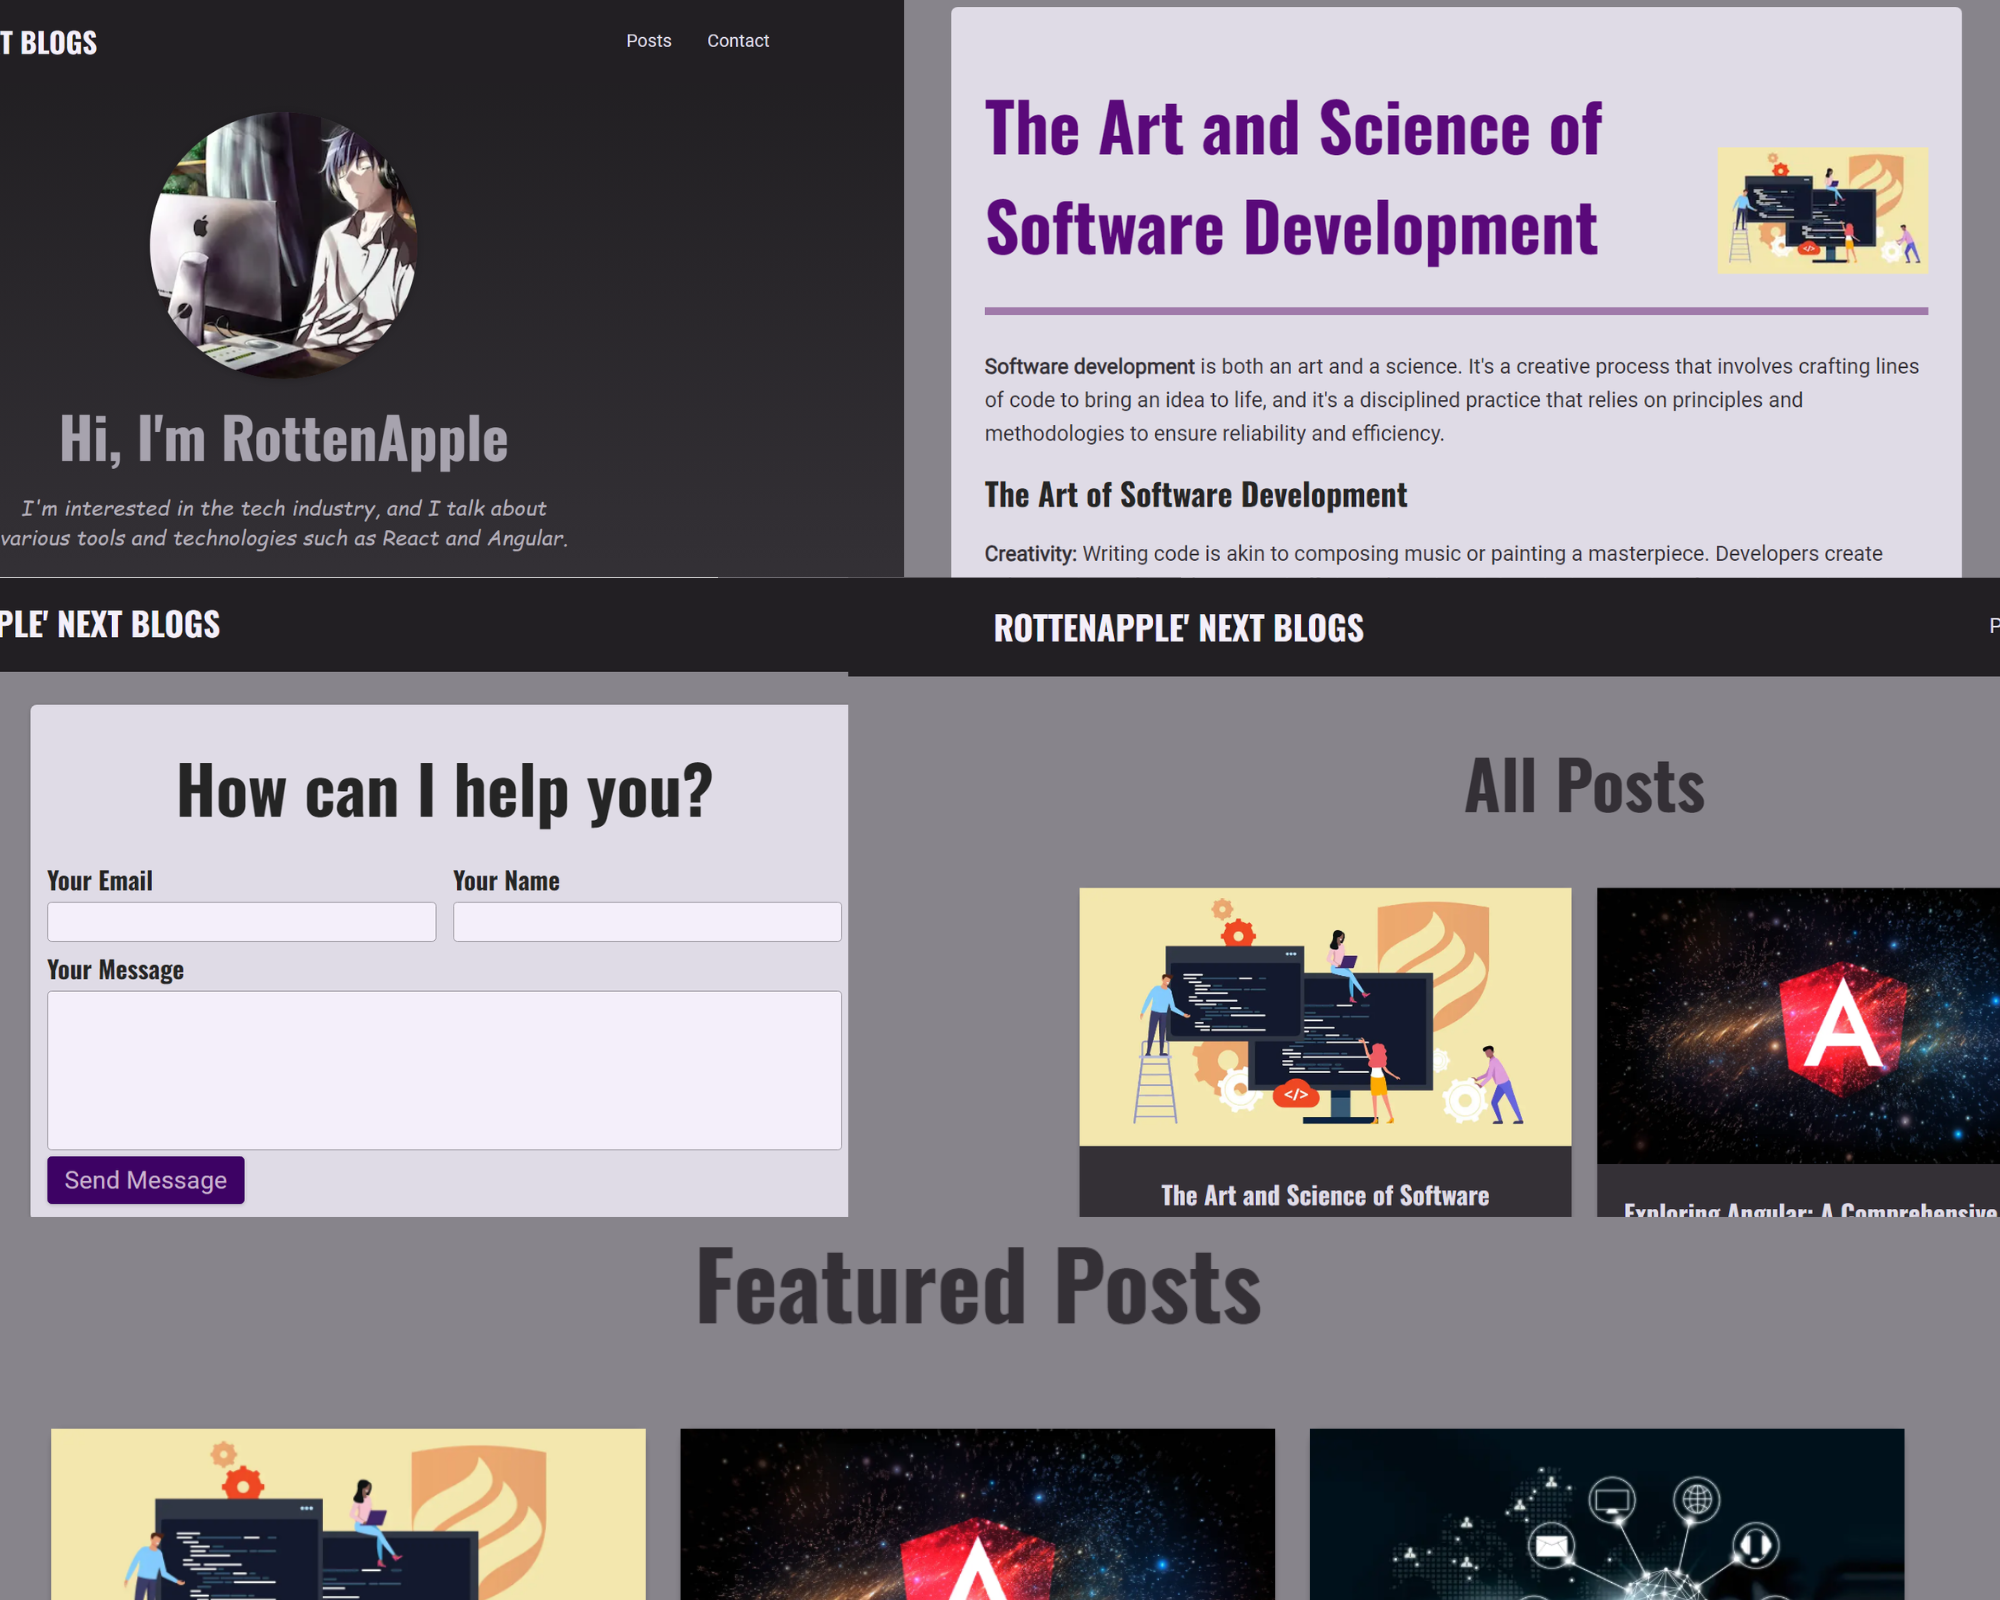 T BLOGS
Posts
Contact
Hi, I'm RottenApple
I'm interested in the tech industry, and I talk about
various tools and technologies such as React and Angular.
The Art and Science of
Software Development
Software development is both an art and a science. It's a creative process that involves crafting lines
of code to bring an idea to life, and it's a disciplined practice that relies on principles and
methodologies to ensure reliability and efficiency.
The Art of Software Development
Creativity: Writing code is akin to composing music or painting a masterpiece. Developers create
PLE' NEXT BLOGS
How can I help you?
Your Email
Your Name
Your Message
Send Message
ROTTENAPPLE' NEXT BLOGS
P
All Posts
</>
The Art and Science of Software
Exploring Angular: A Comprehensive
Featured Posts